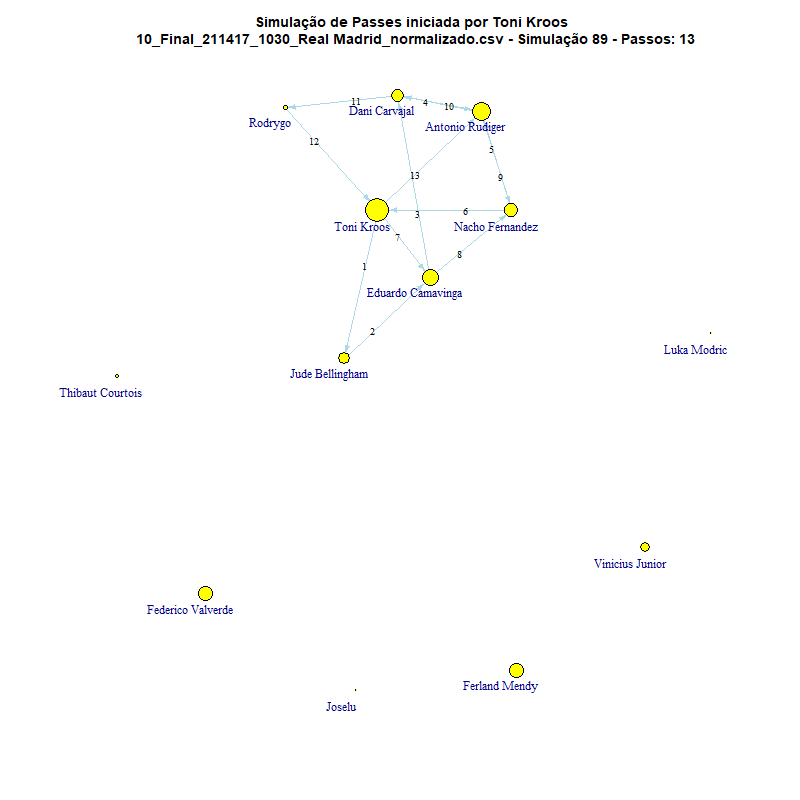 Simulação de Passes iniciada por Toni Kroos
10_Final_211417_1030_Real Madrid_normalizado.csv - Simulação 89 - Passos: 13
11
4
10
Dani Carvajal
Rodrygo
Antonio Rudiger
12
5
13
9
3
6
Toni Kroos
Nacho Fernandez
7
8
1
Eduardo Camavinga
2
Luka Modric
Jude Bellingham
Thibaut Courtois
Vinicius Junior
Federico Valverde
Ferland Mendy
Joselu